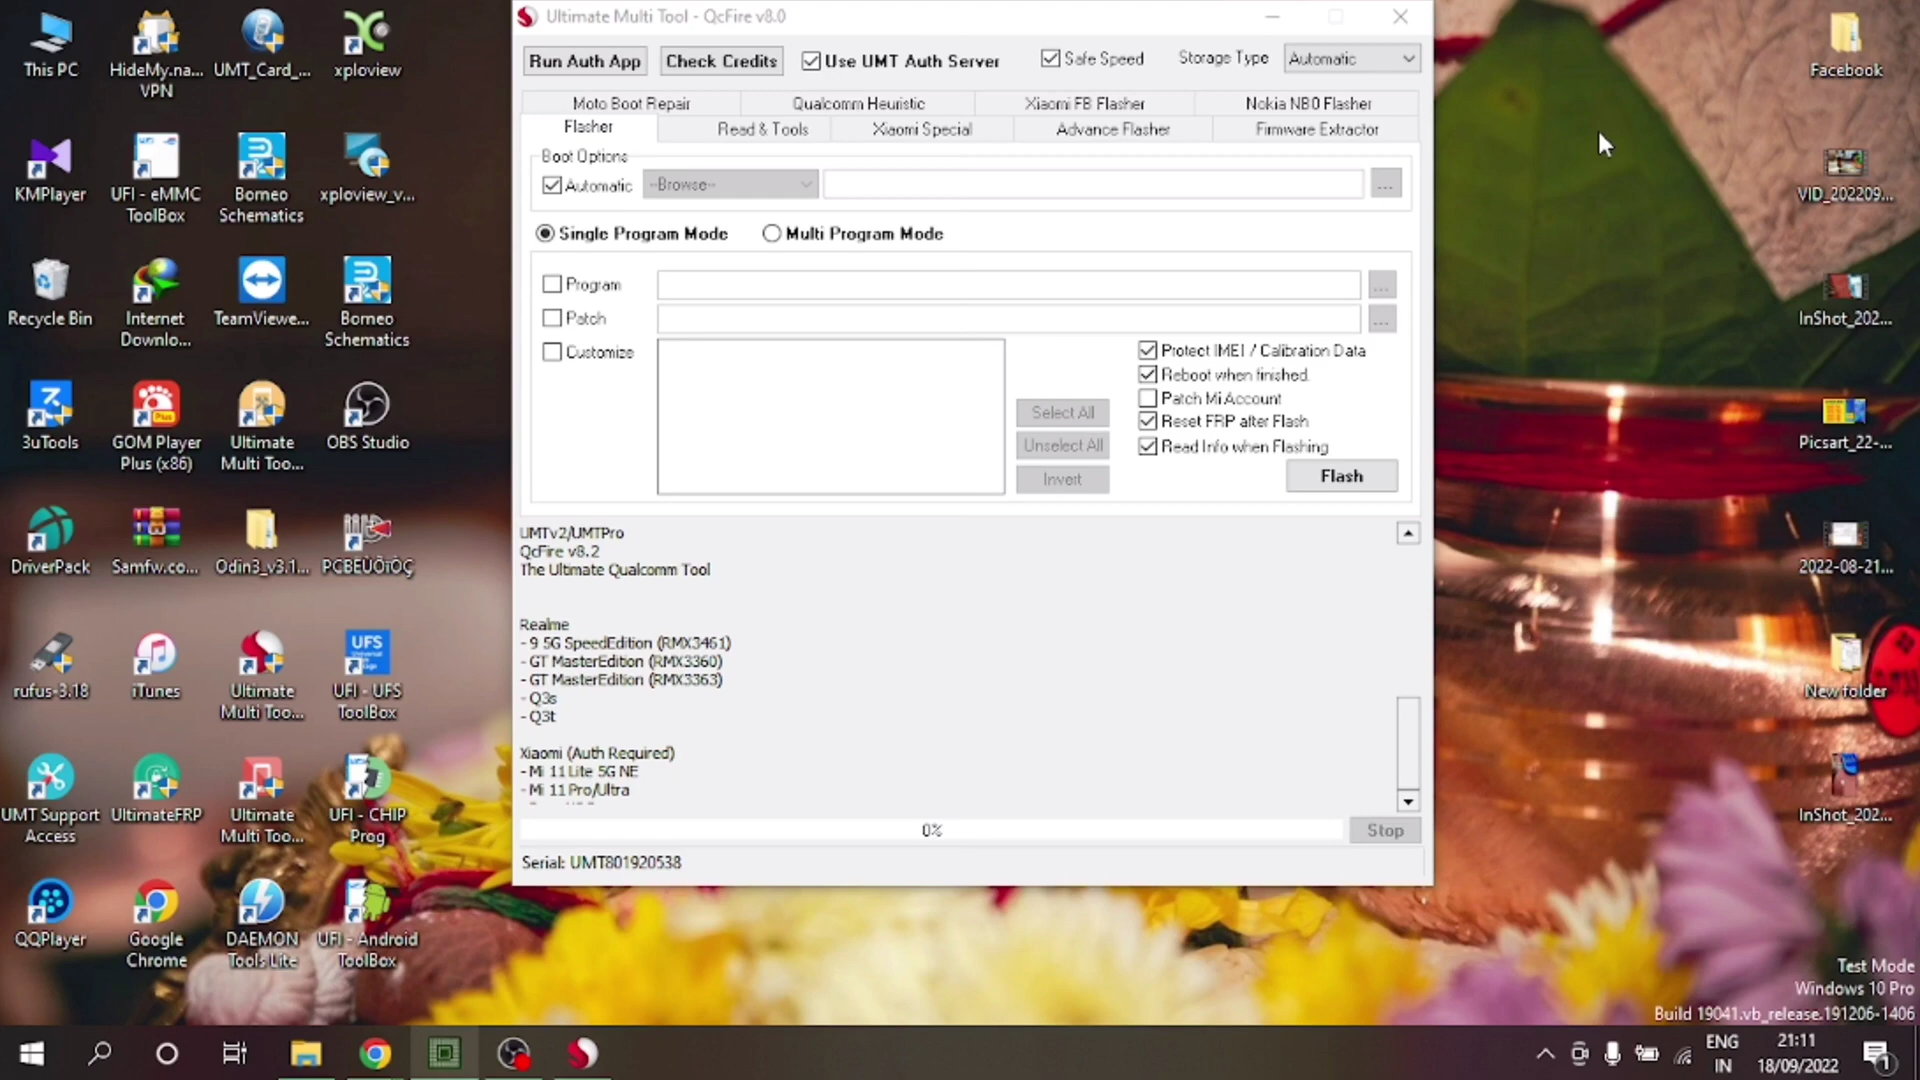 This PC
HideMy.na...
VPN
UMT_Card_...
xploview
KMPlayer
UFI - eMMC
ToolBox
Borneo
Schematics
xploview_v...
Recycle Bin
Internet
Downlo...
TeamViewe...
Borneo
Schematics
3uTools
GOM Player
Plus (x86)
Ultimate
Multi Too...
OBS Studio
DriverPack
Samfw.co...
Odin3_v3.1...
PCBEÙÒïÒÇ
rufus-3.18
iTunes
Ultimate
Multi Too...
UFS
UFI - UFS
ToolBox
UMT Support
Access
UltimateFRP
Ultimate
Multi Too...
UFI - CHIP
Prog
QQPlayer
Google
Chrome
DAEMON
Tools Lite
UFI - Android
ToolBox
Ultimate Multi Tool - QcFire v8.0
Run Auth App
Check Credits
Use UMT Auth Server
Safe Speed
Storage Type
Automatic
Moto Boot Repair
Qualcomm Heuristic
Xiaomi FB Flasher
Nokia NB0 Flasher
Flasher
Read & Tools
Xiaomi Special
Advance Flasher
Firmware Extractor
Boot Options
Automatic
--Browse--
...
Single Program Mode
Multi Program Mode
Program
...
Patch
...
Customize
Select All
Unselect All
Invert
Protect IMEI / Calibration Data
Reboot when finished.
Patch Mi Account
Reset FRP after Flash
Read Info when Flashing
Flash
UMTv2/UMTPro
QcFire v8.2
The Ultimate Qualcomm Tool
Realme
- 9 5G SpeedEdition (RMX3461)
- GT MasterEdition (RMX3360)
- GT MasterEdition (RMX3363)
- Q3s
- Q3t
Xiaomi (Auth Required)
- Mi 11 Lite 5G NE
- Mi 11 Pro/Ultra
0%
Stop
Serial: UMT801920538
Facebook
VID_202209...
InShot_202...
Picsart_22-...
2022-08-21...
New folder
InShot_202...
Test Mode
Windows 10 Pro
Build 19041.vb_release.191206-1406
ENG
IN
21:11
18/09/2022
1